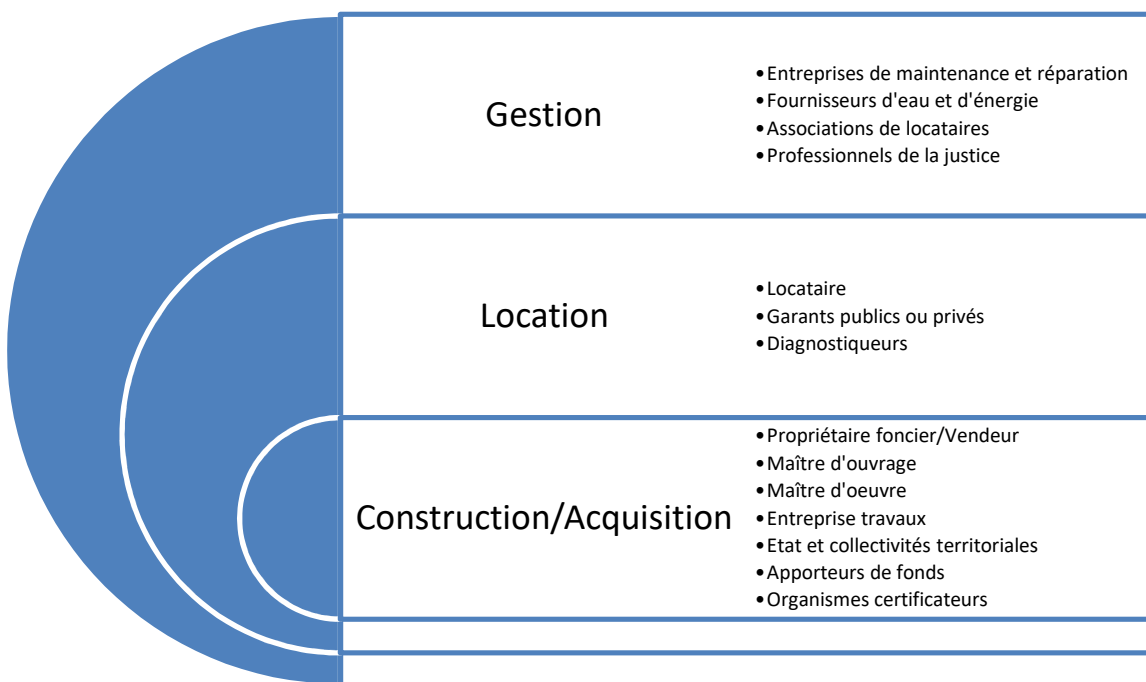 Gestion
•Entreprises de maintenance et réparation
•Fournisseurs d'eau et d'énergie
•Associations de locataires
•Professionnels de la justice
Location
•Locataire
•Garants publics ou privés
•Diagnostiqueurs
Construction/Acquisition
•Propriétaire foncier/Vendeur
•Maître d'ouvrage
•Maître d'oeuvre
•Entreprise travaux
•Etat et collectivités territoriales
•Apporteurs de fonds
•Organismes certificateurs